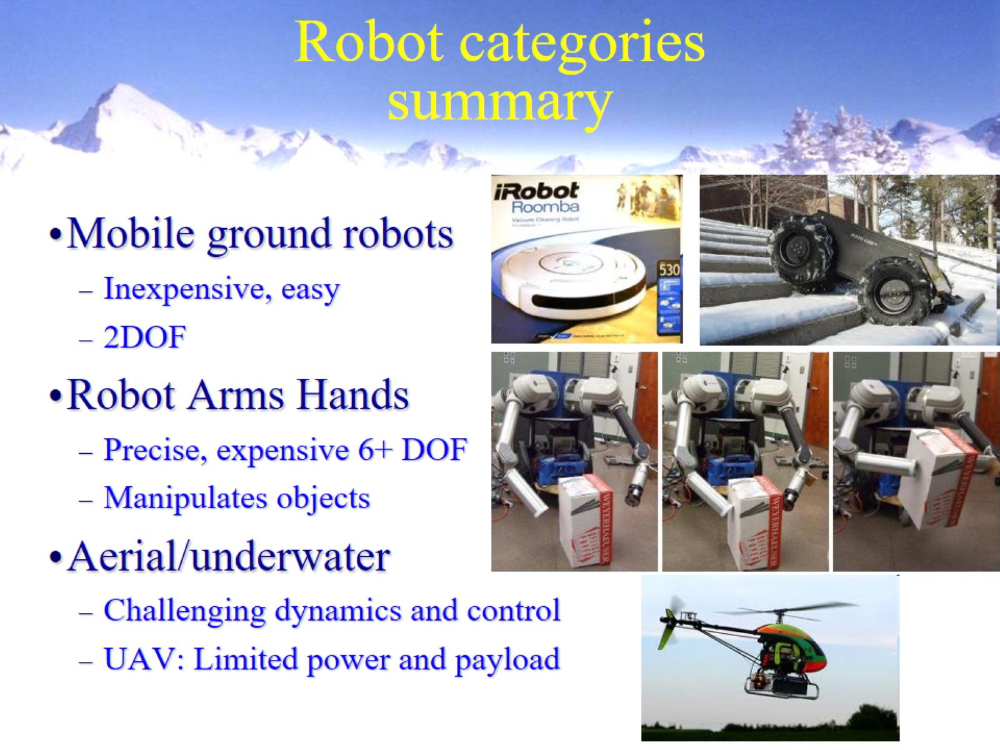 Robot categories
summary
•Mobile ground robots
– Inexpensive, easy
– 2DOF
•Robot Arms Hands
– Precise, expensive 6+ DOF
– Manipulates objects
•Aerial/underwater
– Challenging dynamics and control
– UAV: Limited power and payload
iRobot
Roomba
Vacuum Cleaning Robot
530
WEYERHAEUSER
WEYERHAEUSER
WEYERHAEUSER